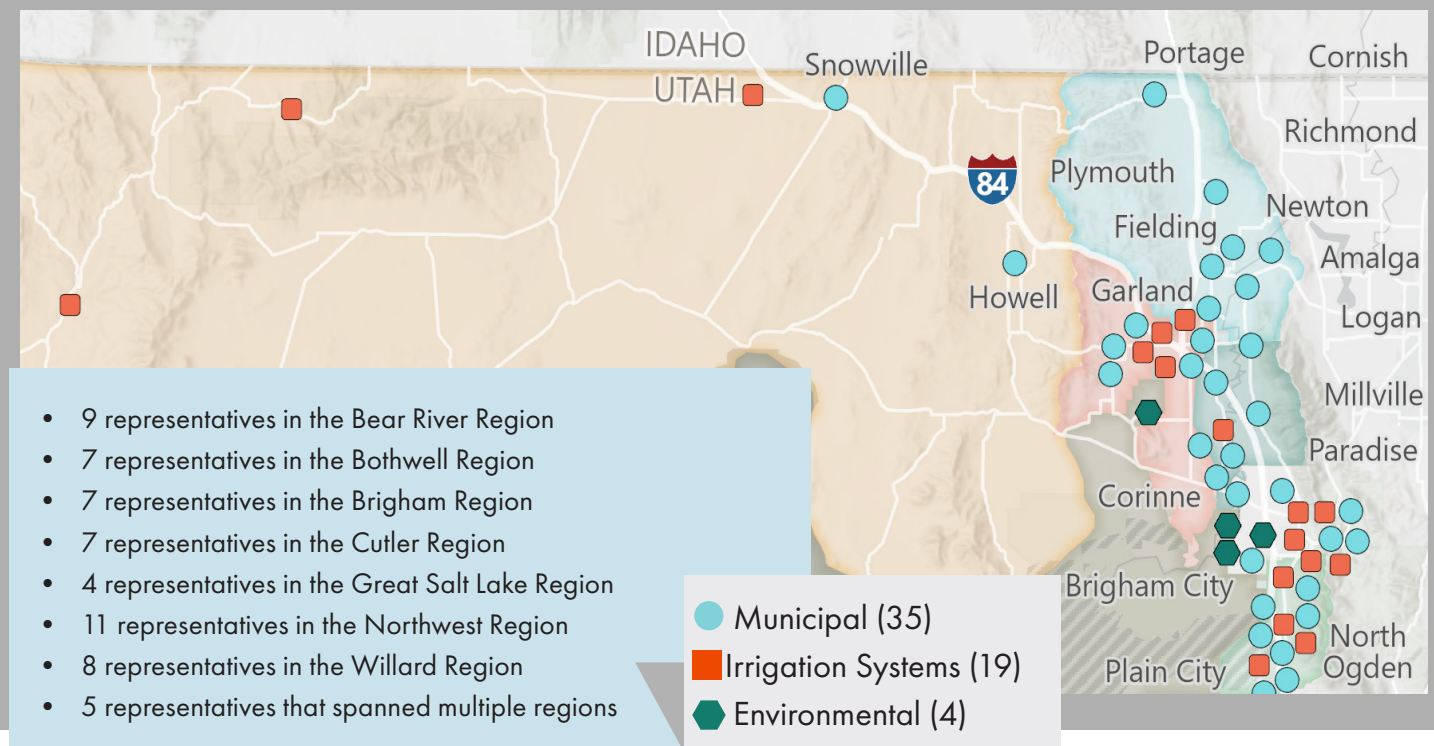 IDAHO
UTAH
Snowville
Portage
Cornish
Richmond
84
Plymouth
Newton
Fielding
Amalga
Howell
Garland
Logan
Millville
Paradise
Corinne
Brigham City
North
Ogden
Plain City
• 9 representatives in the Bear River Region
• 7 representatives in the Bothwell Region
• 7 representatives in the Brigham Region
• 7 representatives in the Cutler Region
• 4 representatives in the Great Salt Lake Region
• 11 representatives in the Northwest Region
• 8 representatives in the Willard Region
• 5 representatives that spanned multiple regions
Municipal (35)
Irrigation Systems (19)
Environmental (4)